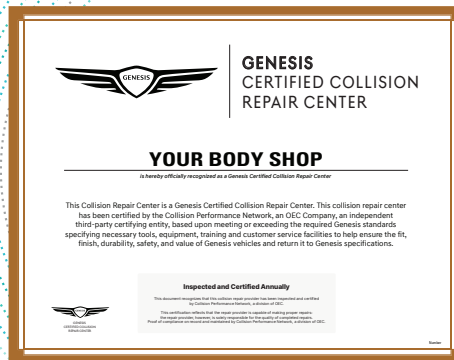 GENESIS
GENESIS
CERTIFIED COLLISION
REPAIR CENTER
YOUR BODY SHOP
is hereby officially recognized as a Genesis Certified Collision Repair Center
This Collision Repair Center is a Genesis Certified Collision Repair Center. This collision repair center
has been certified by the Collision Performance Network, an OEC Company, an independent
third-party certifying entity, based upon meeting or exceeding the required Genesis standards
specifying necessary tools, equipment, training and customer service facilities to help ensure the fit,
finish, durability, safety, and value of Genesis vehicles and return it to Genesis specifications.
Inspected and Certified Annually
This document recognizes that this collision repair provider has been inspected and certified
by Collision Performance Network, a division of OEC.
This certification reflects that the repair provider is capable of making proper repairs.
the repair provider, however, is solely responsible for the quality of completed repairs.
Proof of compliance on record and maintained by Collision Performance Network, a division of OEC.
GENESIS
CERTIFIED COLLISION
REPAIR CENTER
Number